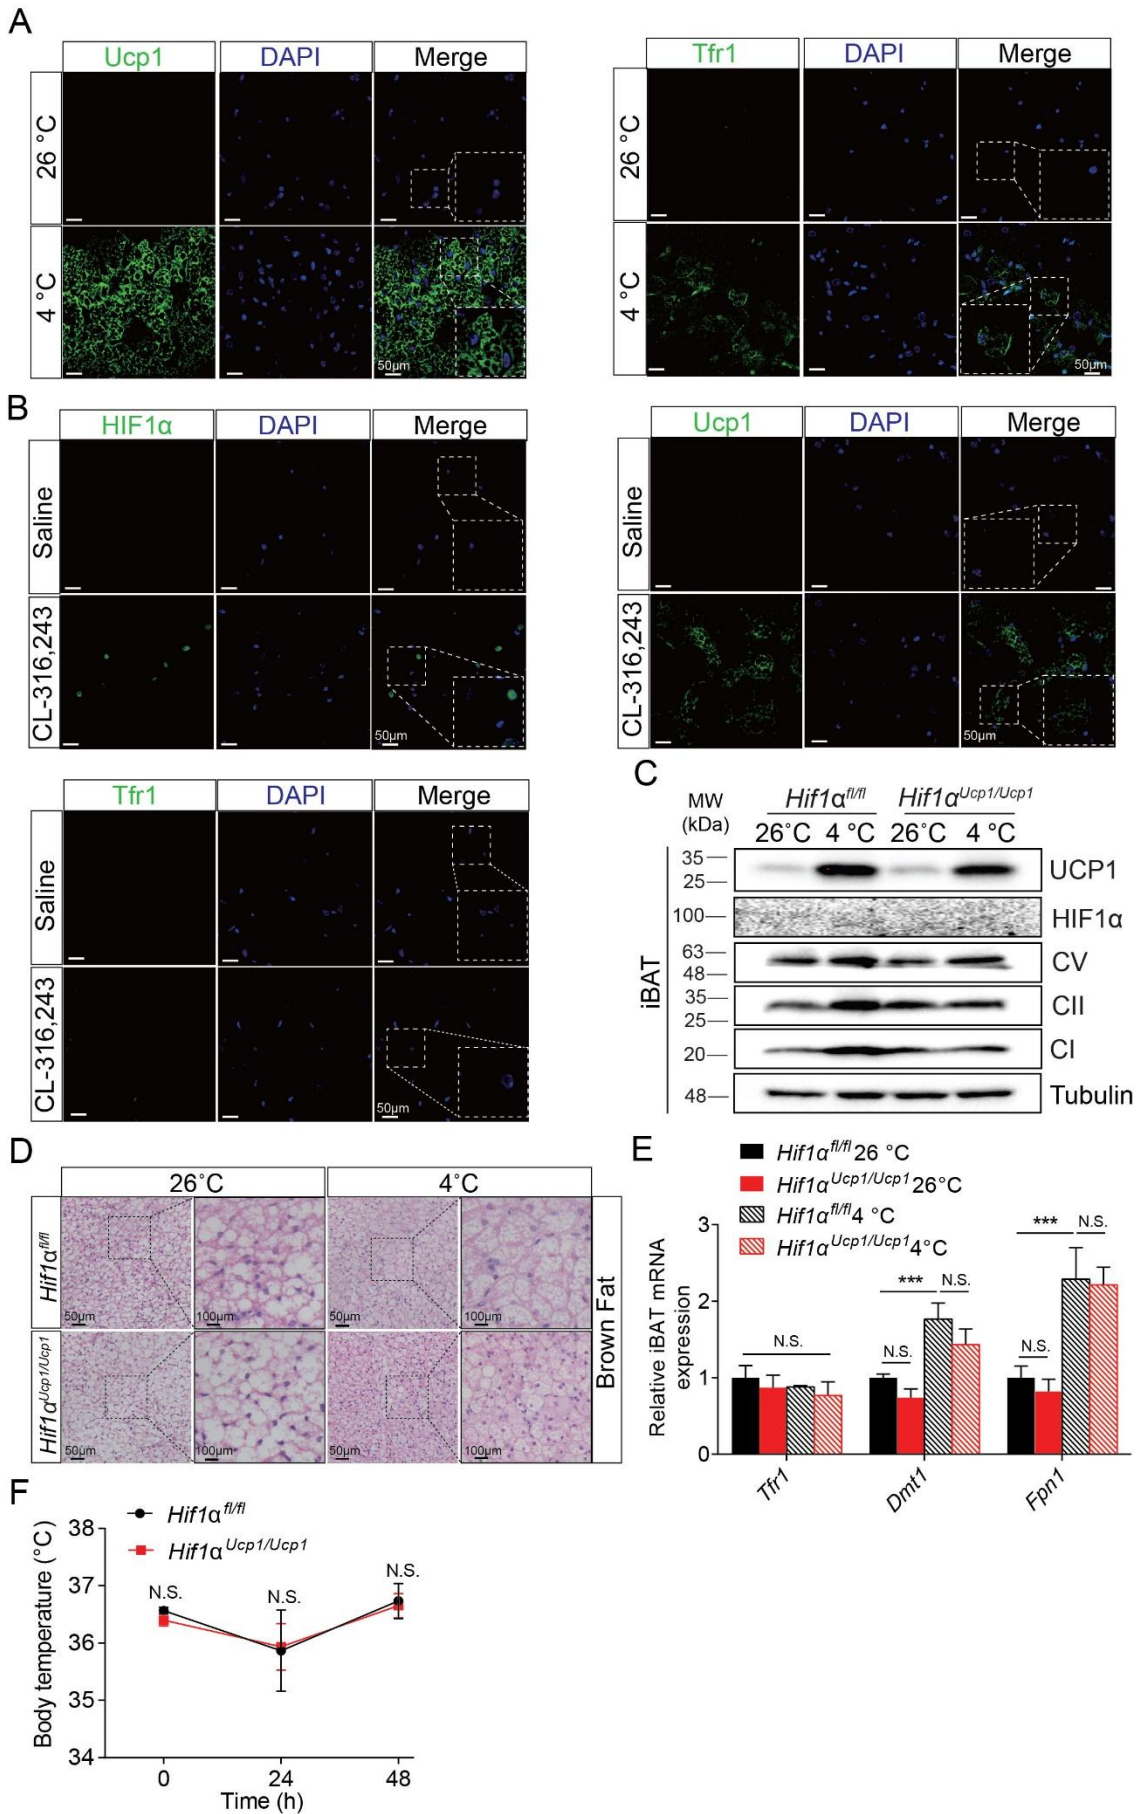 A
Ucp1 DAPI Merge
26 °C
4 °C
50μm
Tfr1 DAPI Merge
26 °C
4 °C
50μm
B
HIF1α DAPI Merge
Saline
CL-316,243
50μm
Ucp1 DAPI Merge
Saline
CL-316,243
50μm
Tfr1 DAPI Merge
Saline
CL-316,243
50μm
C
MW (kDa)
Hif1α fl/fl Hif1α Ucp1/Ucp1
26°C 4 °C 26°C 4 °C
iBAT
35
25
UCP1
100
HIF1α
63
48
CV
35
25
CII
20
CI
48
Tubulin
D
26°C 4°C
Hif1α fl/fl
50μm 100μm 50μm 100μm
Hif1α Ucp1/Ucp1
50μm 100μm 50μm 100μm
Brown Fat
E
Hif1α fl/fl 26 °C
Hif1α Ucp1/Ucp1 26°C
Hif1α fl/fl 4 °C
Hif1α Ucp1/Ucp1 4°C
Relative iBAT mRNA
expression
3
2
1
0
N.S.
N.S. *** N.S.
N.S. *** N.S.
Tfr1 Dmt1 Fpn1
F
Hif1α fl/fl
Hif1α Ucp1/Ucp1
Body temperature (°C)
38
37
36
35
34
N.S. N.S. N.S.
0 24 48
Time (h)